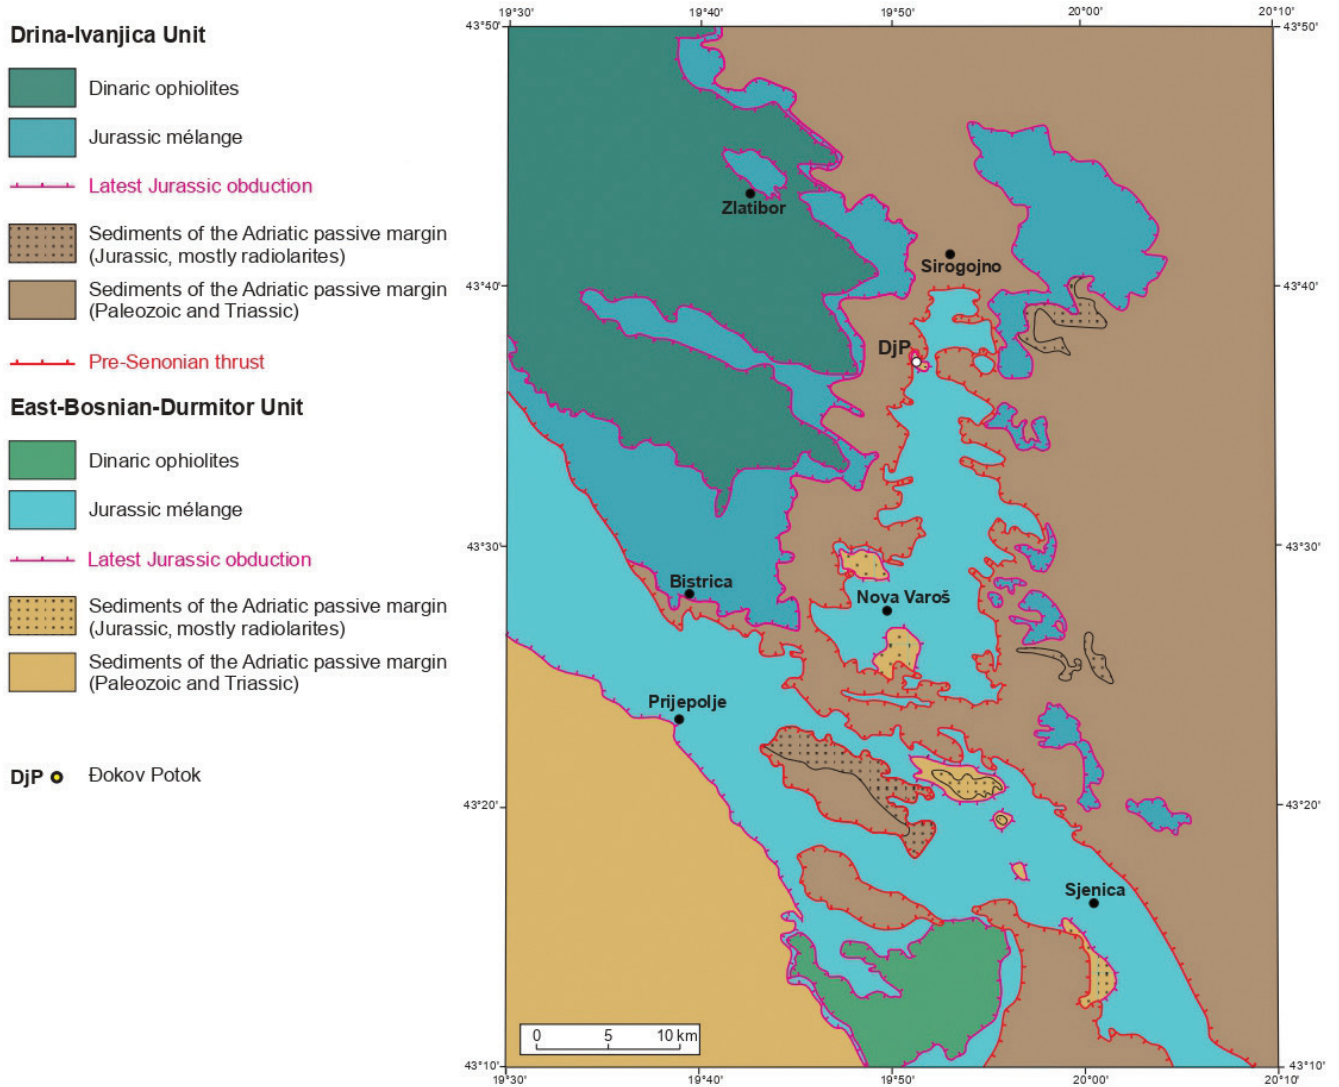 Drina-Ivanjica Unit
Dinaric ophiolites
Jurassic mélange
Latest Jurassic obduction
Sediments of the Adriatic passive margin
(Jurassic, mostly radiolarites)
Sediments of the Adriatic passive margin
(Paleozoic and Triassic)
Pre-Senonian thrust
East-Bosnian-Durmitor Unit
Dinaric ophiolites
Jurassic mélange
Latest Jurassic obduction
Sediments of the Adriatic passive margin
(Jurassic, mostly radiolarites)
Sediments of the Adriatic passive margin
(Paleozoic and Triassic)
DjP Đokov Potok
19°30' 19°40' 19°50' 20°00' 20°10'
43°50' 43°50'
Zlatibor
Sirogojno
43°40' 43°40'
DjP
43°30' 43°30'
Bistrica
Nova Varoš
Prijepolje
43°20' 43°20'
Sjenica
0 5 10 km
43°10' 43°10'
19°30' 19°40' 19°50' 20°00' 20°10'